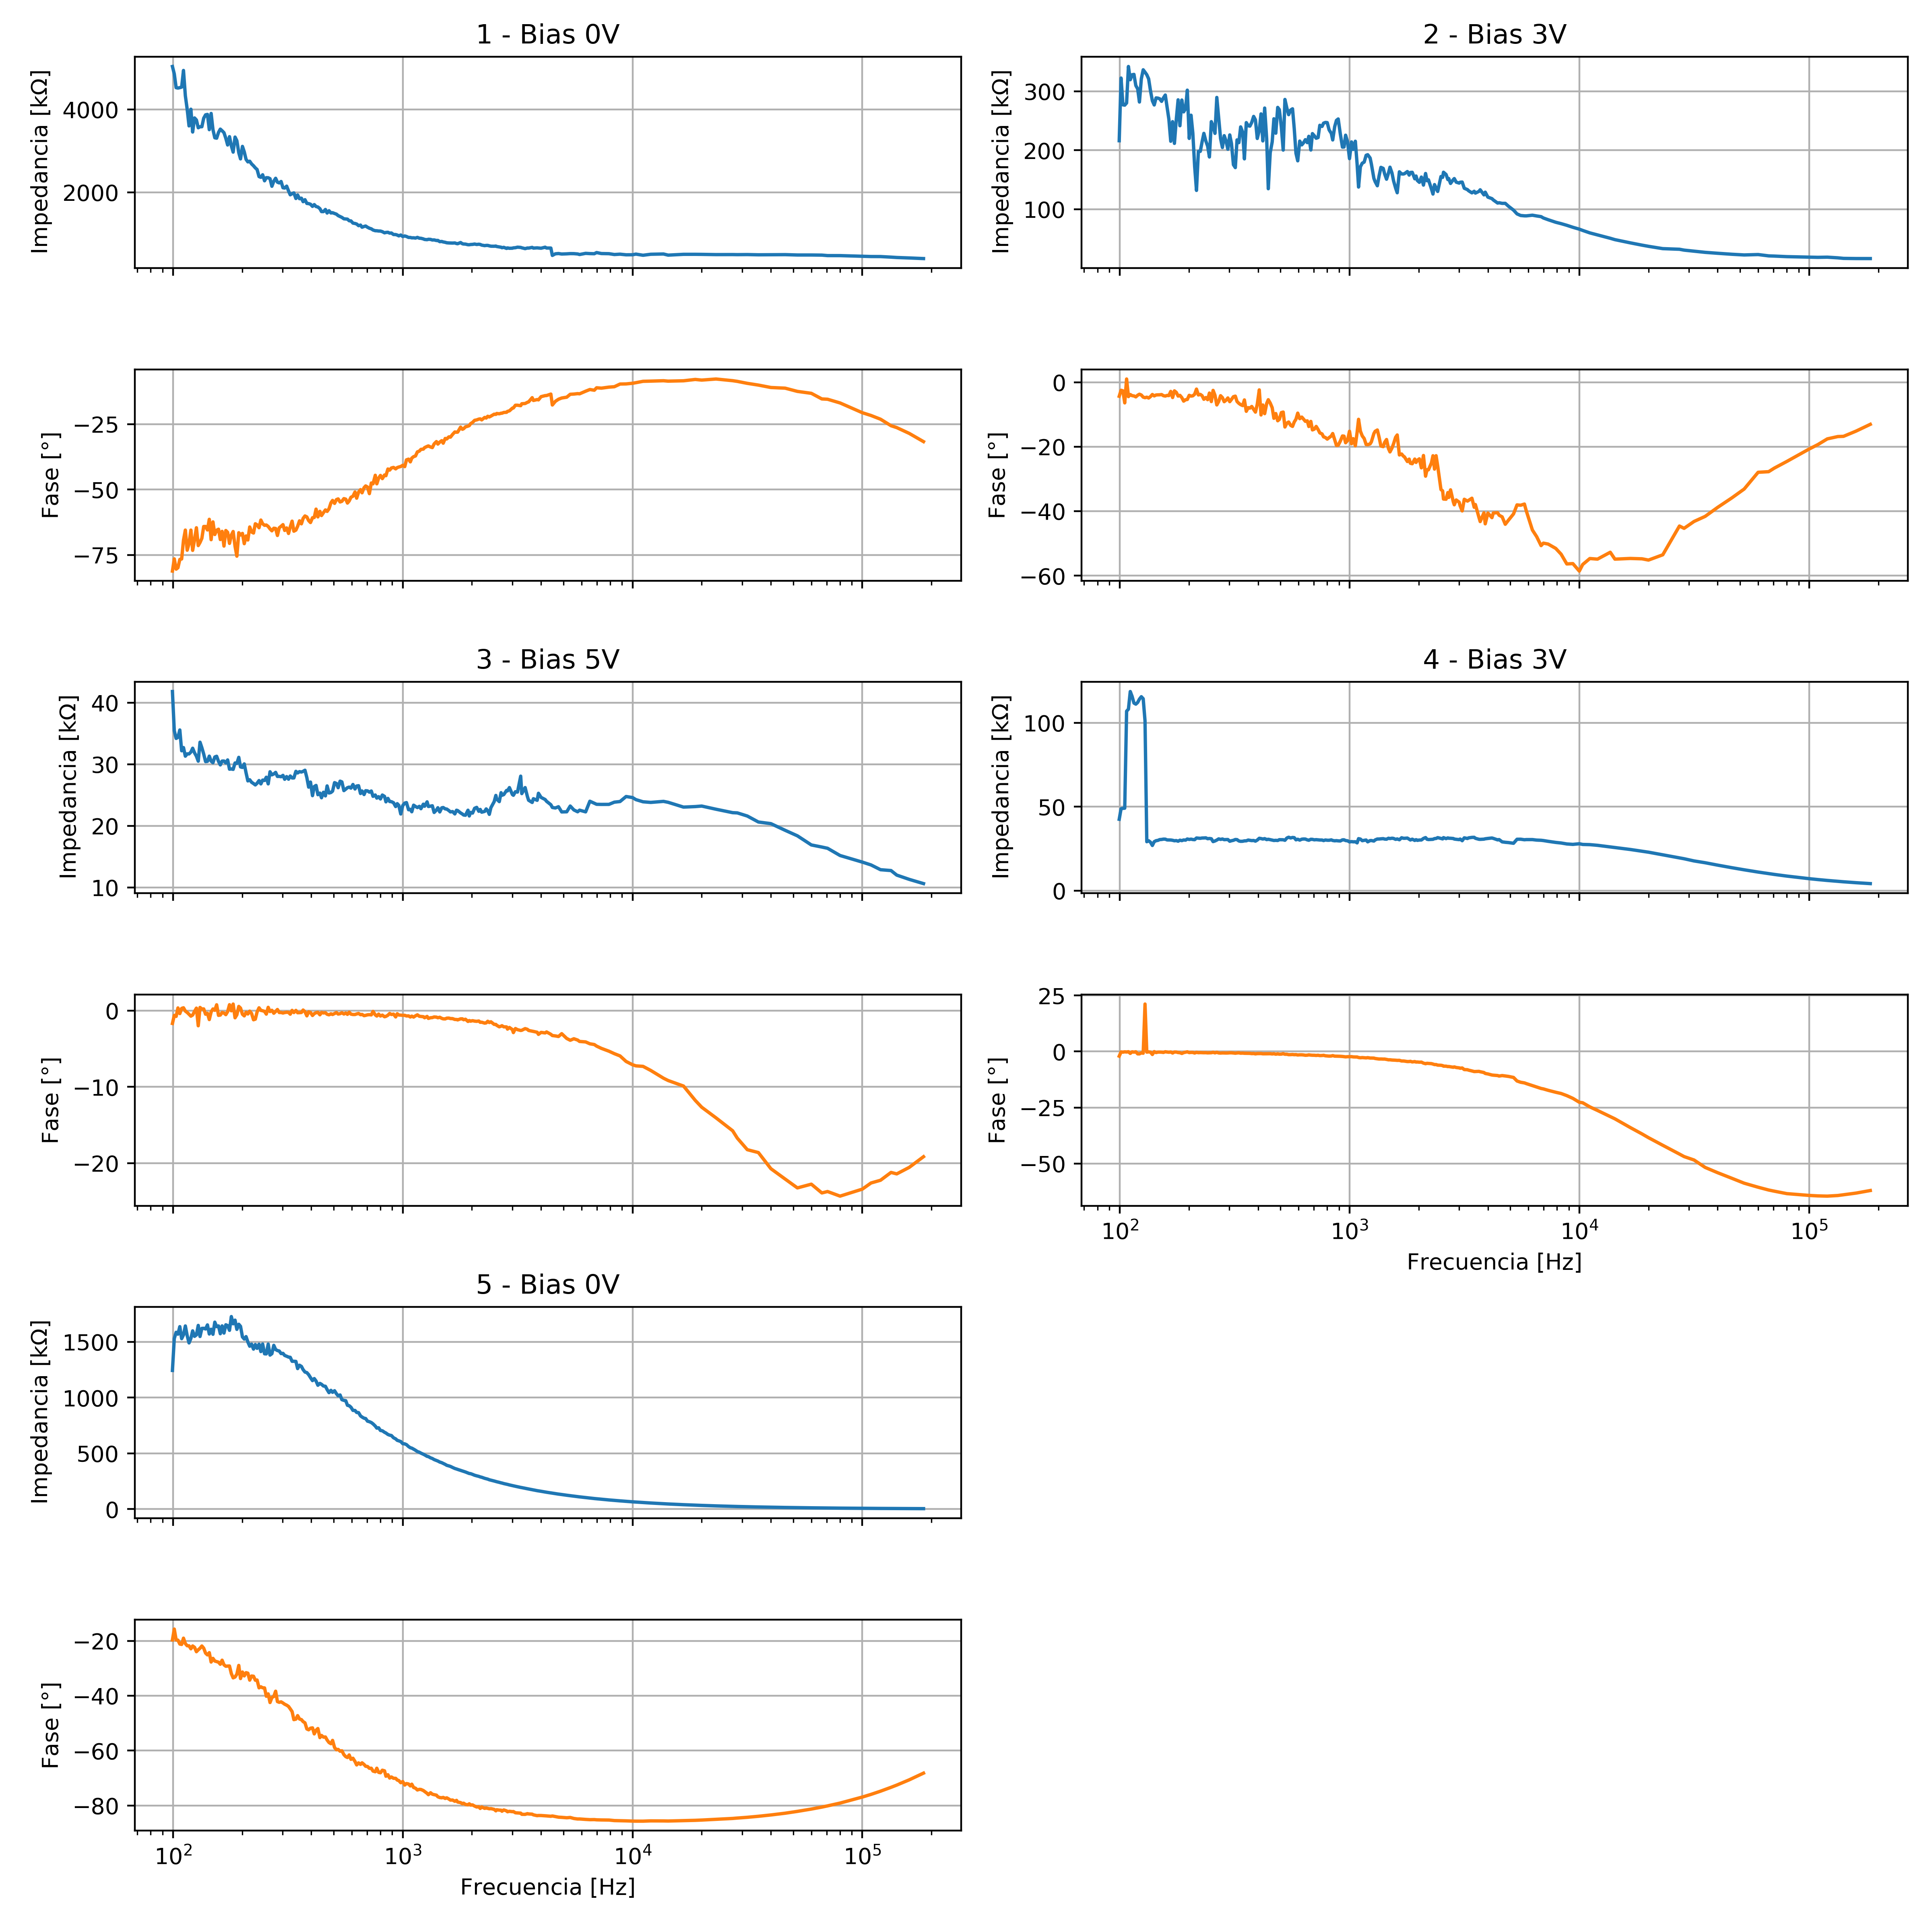 1 - Bias 0V
Impedancia [kΩ]
4000
2000
Fase [°]
−25
−50
−75
2 - Bias 3V
Impedancia [kΩ]
300
200
100
Fase [°]
0
−20
−40
−60
3 - Bias 5V
Impedancia [kΩ]
40
30
20
10
Fase [°]
0
−10
−20
4 - Bias 3V
Impedancia [kΩ]
100
50
0
Fase [°]
25
0
−25
−50
10² 10³ 10⁴ 10⁵
Frecuencia [Hz]
5 - Bias 0V
Impedancia [kΩ]
1500
1000
500
0
Fase [°]
−20
−40
−60
−80
10² 10³ 10⁴ 10⁵
Frecuencia [Hz]